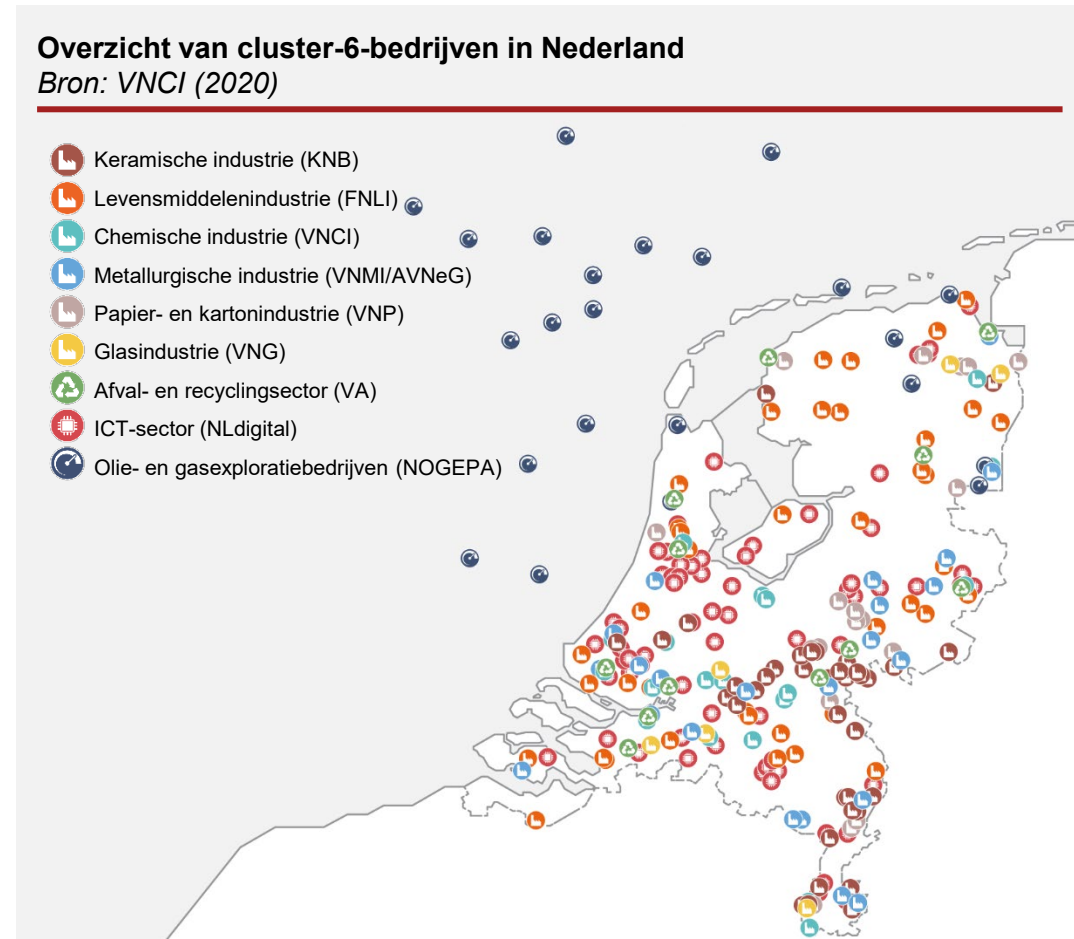 Overzicht van cluster-6-bedrijven in Nederland
Bron: VNCI (2020)
Keramische industrie (KNB)
Levensmiddelenindustrie (FNLI)
Chemische industrie (VNCI)
Metallurgische industrie (VNMI/AVNeG)
Papier- en kartonindustrie (VNP)
Glasindustrie (VNG)
Afval- en recyclingsector (VA)
ICT-sector (NLdigital)
Olie- en gasexploratiebedrijven (NOGEPA)